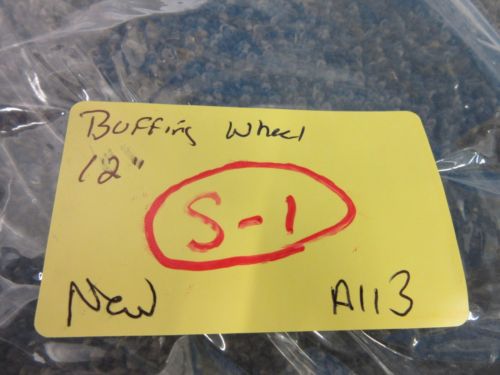 Buffing Wheel
12"
S-1
New A113